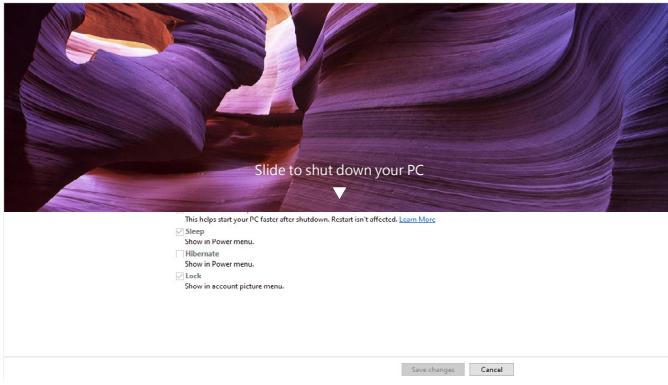 Slide to shut down your PC
This helps start your PC faster after shutdown. Restart isn't affected. Learn More
Sleep
Show in Power menu.
Hibernate
Show in Power menu.
Lock
Show in account picture menu.
Save changes
Cancel